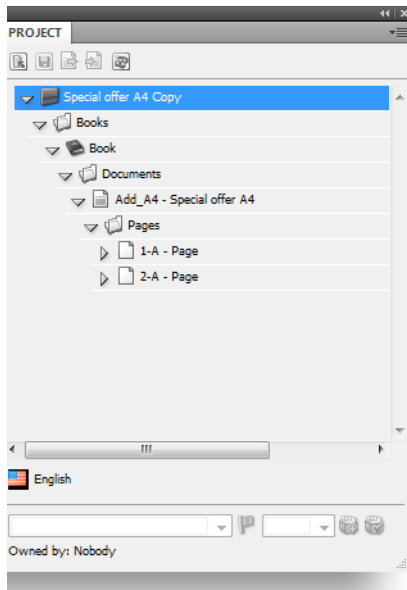 PROJECT
Special offer A4 Copy
Books
Book
Documents
Add_A4 - Special offer A4
Pages
1-A - Page
2-A - Page
English
Owned by: Nobody